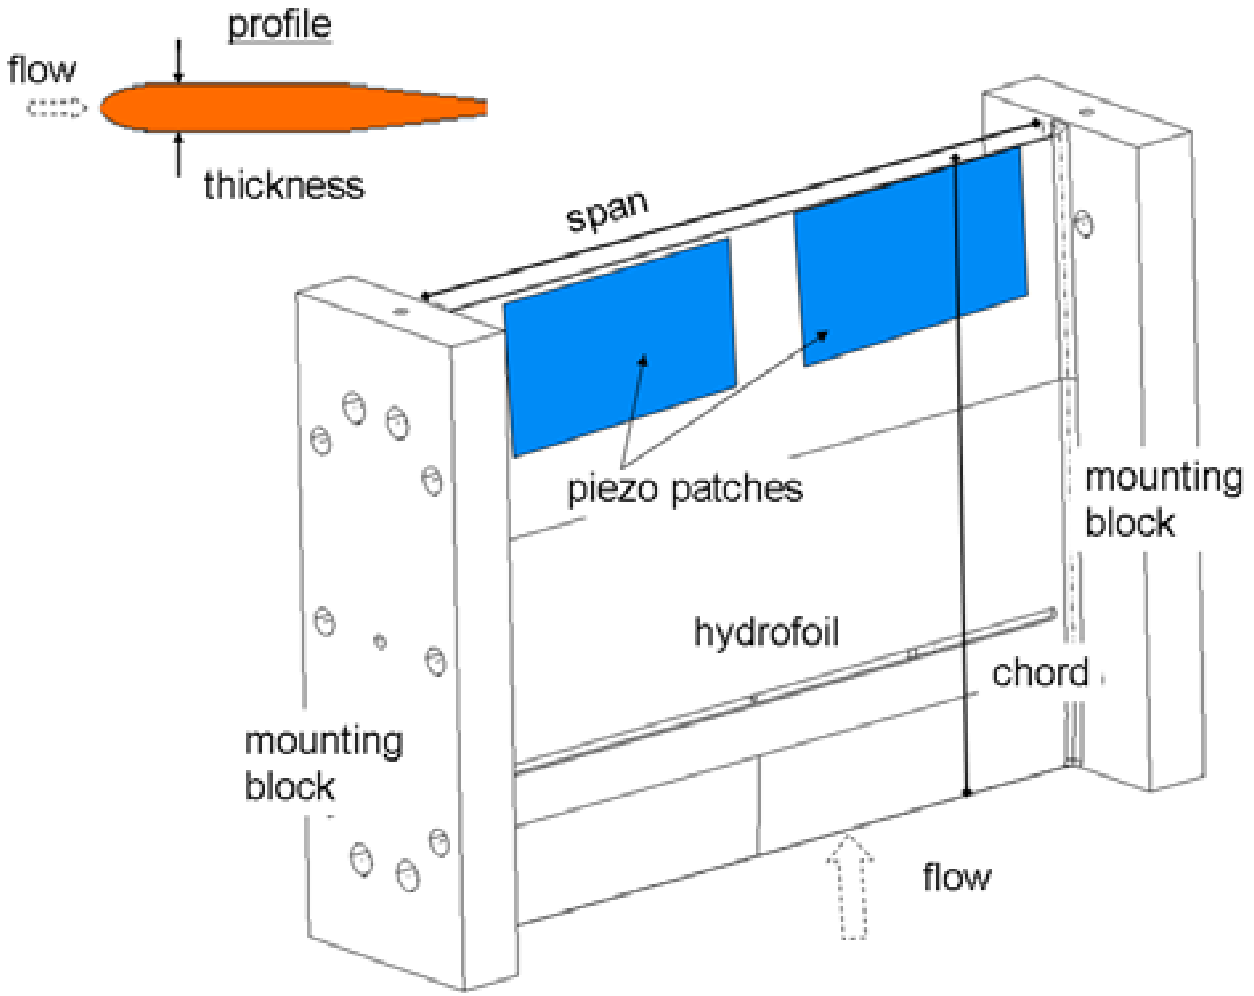 profile
flow
thickness
span
piezo patches
mounting
block
hydrofoil
chord
mounting
block
flow